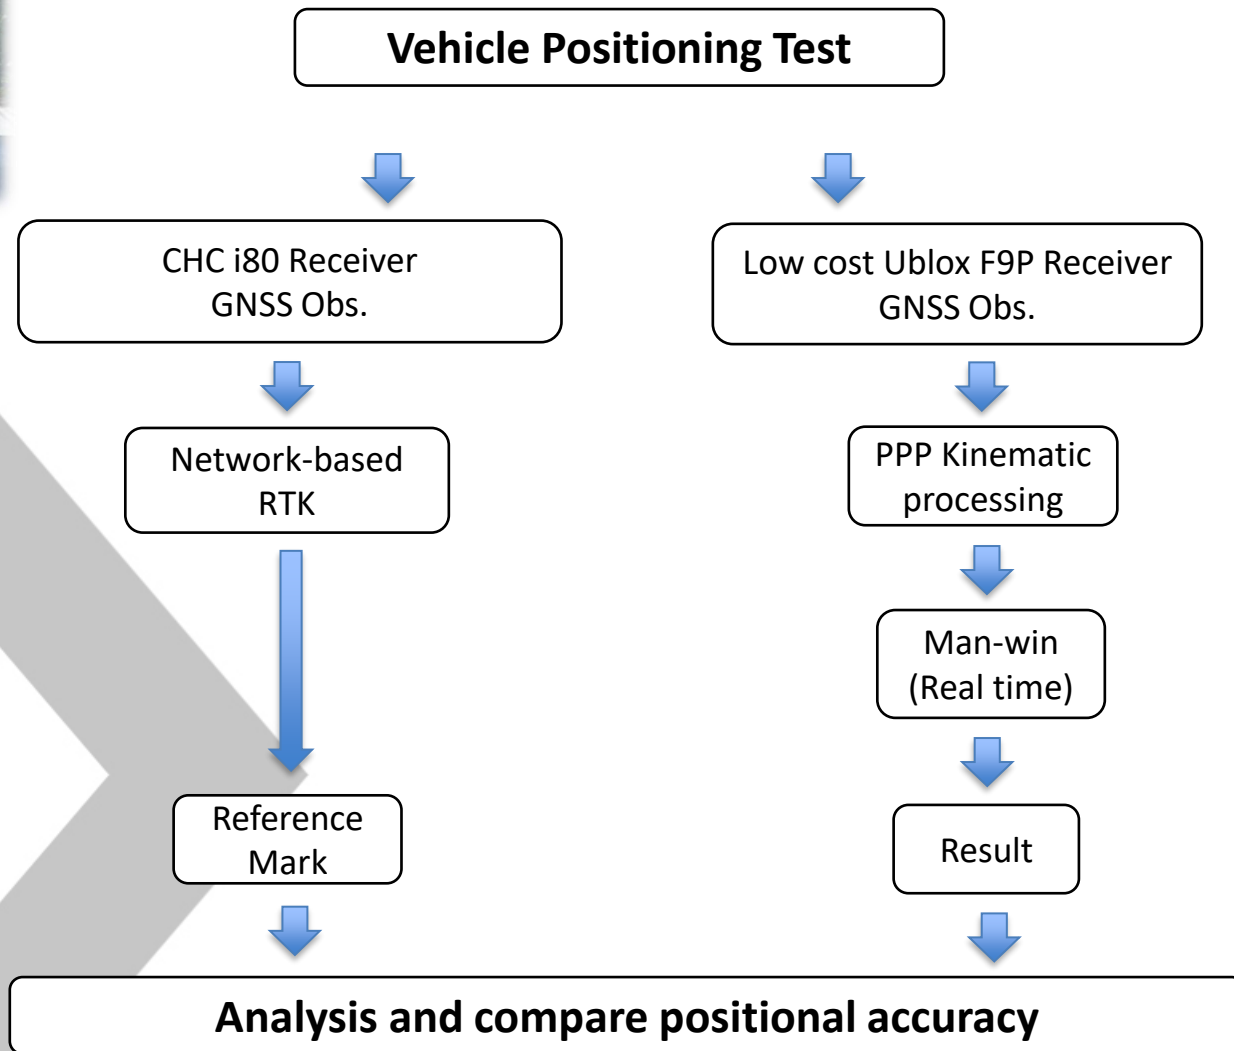 Vehicle Positioning Test
CHC i80 Receiver
GNSS Obs.
Low cost Ublox F9P Receiver
GNSS Obs.
Network-based
RTK
PPP Kinematic
processing
Man-win
(Real time)
Reference
Mark
Result
Analysis and compare positional accuracy